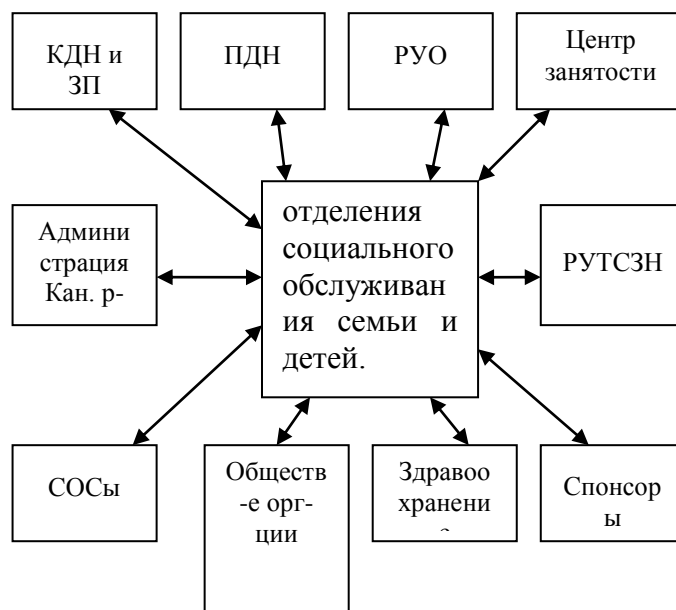 КДН и
ЗП
ПДН
РУО
Центр
занятости
Админи
страция
Кан. р-
отделения
социального
обслуживан
ия семьи и
детей.
РУТСЗН
СОСы
Обществ
-е орг-
ции
Здравоо
хранени
Спонсор
ы